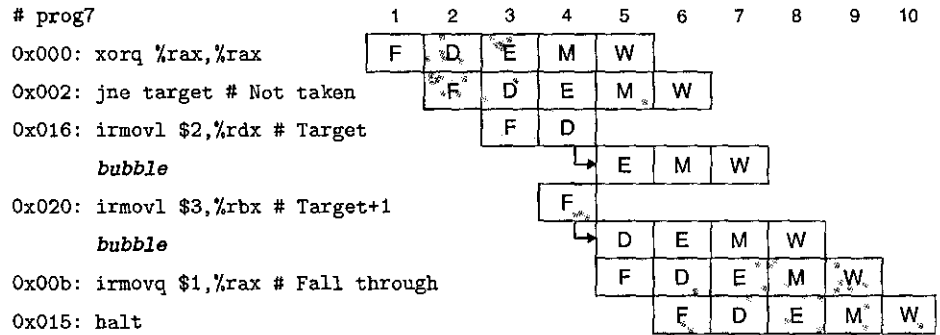 # prog7 1 2 3 4 5 6 7 8 9 10
0x000: xorq %rax,%rax F D E M W
0x002: jne target # Not taken F D E M W
0x016: irmovl $2,%rdx # Target F D
bubble E M W
0x020: irmovl $3,%rbx # Target+1 F
bubble D E M W
0x00b: irmovq $1,%rax # Fall through F D E M W
0x015: halt F D E M W